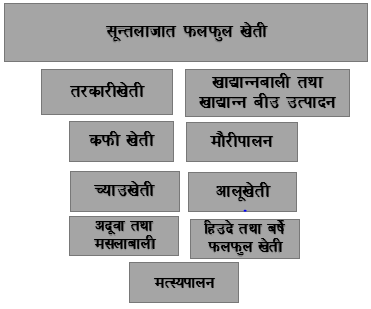 सून्तलाजात फलफुल खेती
तरकारीखेती
खाद्यान्नबाली तथा
खाद्यान्न बीउ उत्पादन
कफी खेती
मौरीपालन
च्याउखेती
आलूखेती
अदूवा तथा
मसलाबाली
हिउदे तथा बर्षे
फलफुल खेती
मत्स्यपालन